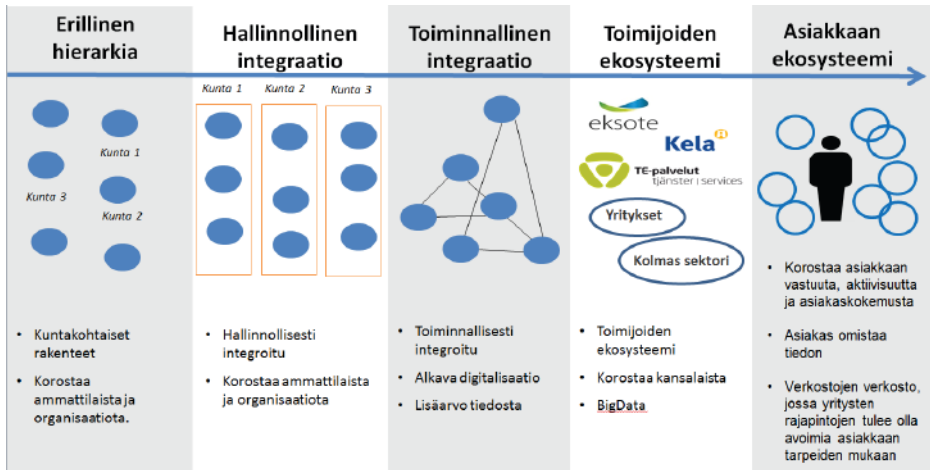 Erillinen
hierarkia
Kunta 1
Kunta 3
Kunta 2
• Kuntakohtaiset
rakenteet
• Korostaa
ammattilaista ja
organisaatiota.
Hallinnollinen
integraatio
Kunta 1
Kunta 2
Kunta 3
• Hallinnollisesti
integroitu
• Korostaa ammattilaista
ja organisaatiota
Toiminnallinen
integraatio
• Toiminnallisesti
integroitu
• Alkava digitalisaatio
• Lisäarvo tiedosta
Toimijoiden
ekosysteemi
eksote
Kela
TE-palvelut
tjänster | services
Yritykset
Kolmas sektori
• Toimijoiden
ekosysteemi
• Korostaa kansalaista
• BigData
Asiakkaan
ekosysteemi
• Korostaa asiakkaan
vastuuta, aktiivisuutta
ja asiakaskokemusta
• Asiakas omistaa
tiedon
• Verkostojen verkosto,
jossa yritysten
rajapintojen tulee olla
avoimia asiakkaan
tarpeiden mukaan